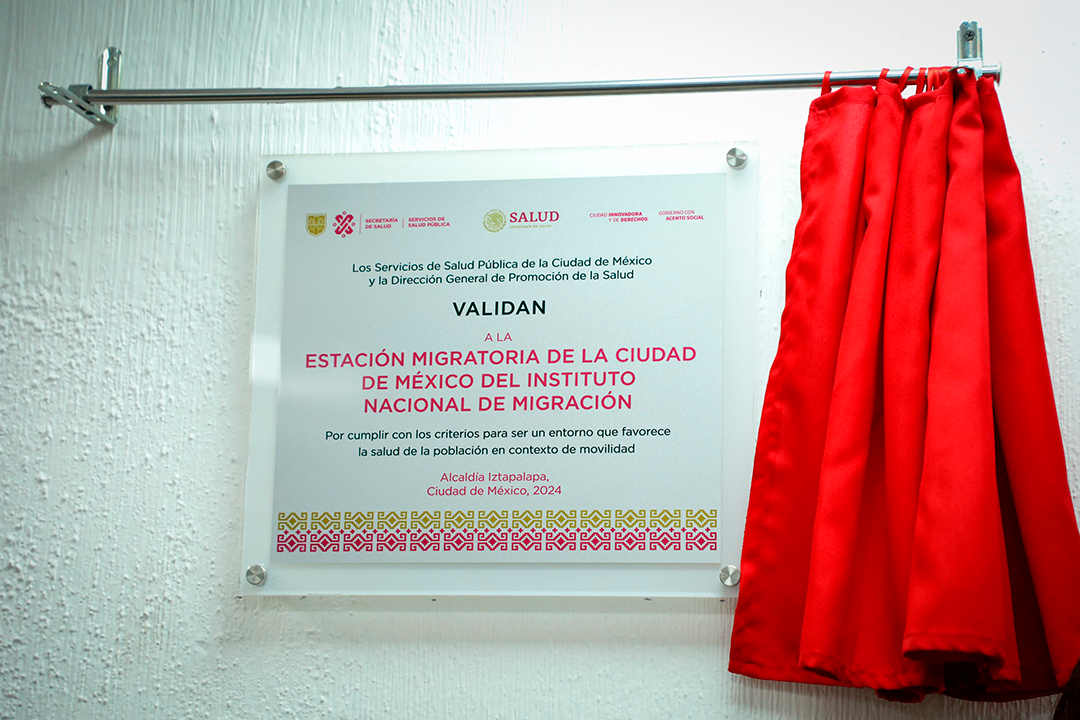 SECRETARÍA DE SALUD
SERVICIOS DE SALUD PÚBLICA
SALUD
SECRETARÍA DE SALUD
CIUDAD INNOVADORA Y DE DERECHOS
GOBIERNO CON ACENTO SOCIAL
Los Servicios de Salud Pública de la Ciudad de México
y la Dirección General de Promoción de la Salud
VALIDAN
A LA
ESTACIÓN MIGRATORIA DE LA CIUDAD
DE MÉXICO DEL INSTITUTO
NACIONAL DE MIGRACIÓN
Por cumplir con los criterios para ser un entorno que favorece
la salud de la población en contexto de movilidad
Alcaldía Iztapalapa,
Ciudad de México, 2024